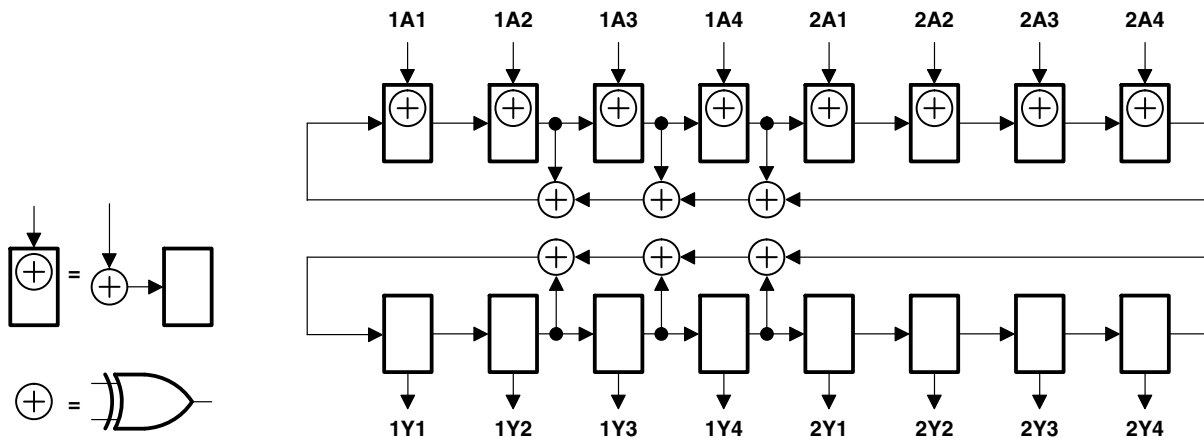 1A1 1A2 1A3 1A4 2A1 2A2 2A3 2A4
=
=
1Y1 1Y2 1Y3 1Y4 2Y1 2Y2 2Y3 2Y4